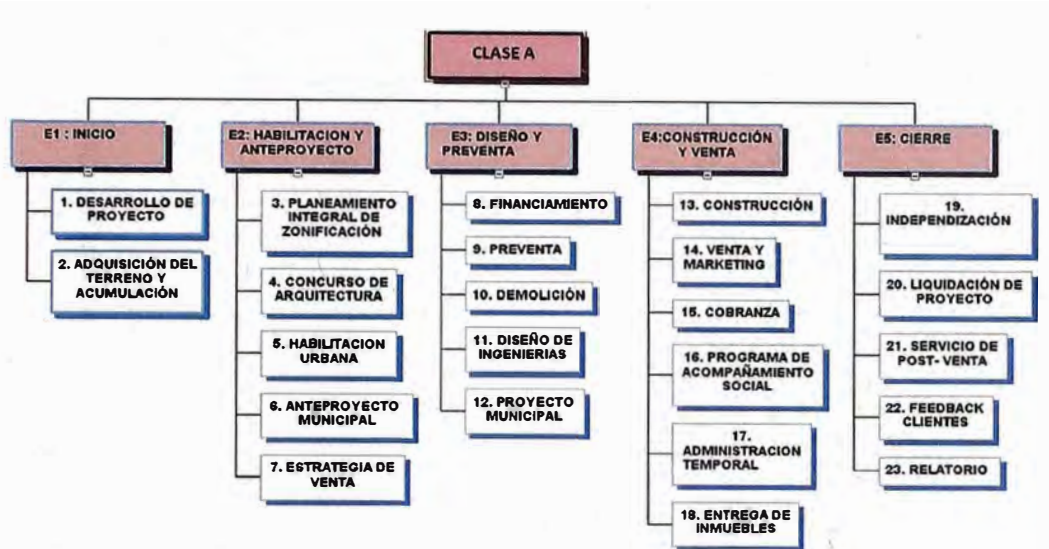 CLASE A
E1 : INICIO
1. DESARROLLO DE
PROYECTO
2. ADQUISICIÓN DEL
TERRENO Y
ACUMULACIÓN
E2: HABILITACION Y
ANTEPROYECTO
3. PLANEAMIENTO
INTEGRAL DE
ZONIFICACIÓN
4. CONCURSO DE
ARQUITECTURA
5. HABILITACION
URBANA
6. ANTEPROYECTO
MUNICIPAL
7. ESTRATEGIA DE
VENTA
E3: DISEÑO Y
PREVENTA
8. FINANCIAMIENTO
9. PREVENTA
10. DEMOLICIÓN
11. DISEÑO DE
INGENIERIAS
12. PROYECTO
MUNICIPAL
E4:CONSTRUCCIÓN
Y VENTA
13. CONSTRUCCIÓN
14. VENTA Y
MARKETING
15. COBRANZA
16. PROGRAMA DE
ACOMPAÑAMIENTO
SOCIAL
17.
ADMINISTRACION
TEMPORAL
18. ENTREGA DE
INMUEBLES
E5: CIERRE
19.
INDEPENDIZACIÓN
20. LIQUIDACIÓN DE
PROYECTO
21. SERVICIO DE
POST- VENTA
22. FEEDBACK
CLIENTES
23. RELATORIO